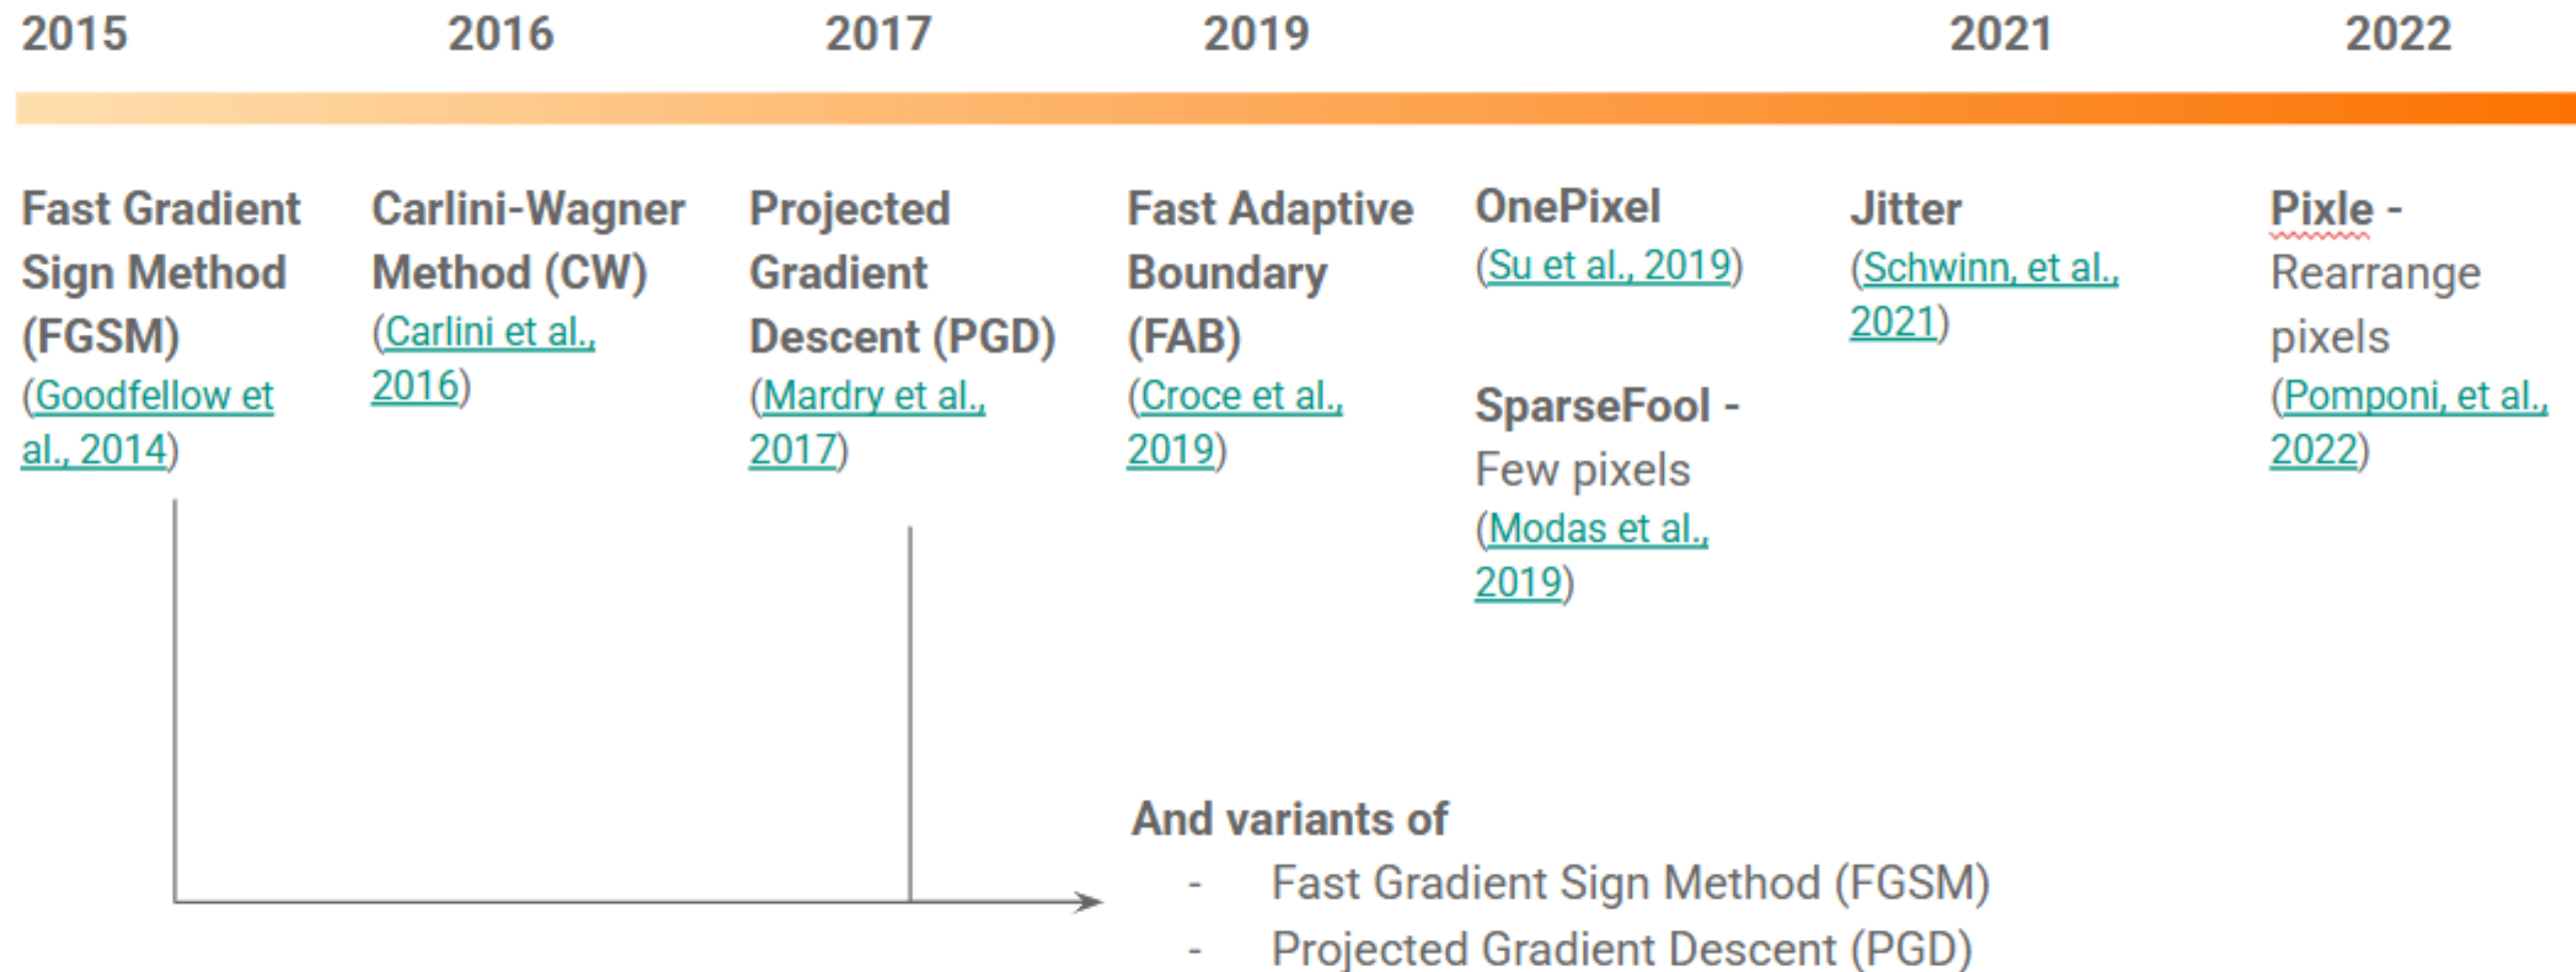 2015
2016
2017
2019
2021
2022
Fast Gradient
Sign Method
(FGSM)
(Goodfellow et
al., 2014)
Carlini-Wagner
Method (CW)
(Carlini et al.,
2016)
Projected
Gradient
Descent (PGD)
(Mardry et al.,
2017)
Fast Adaptive
Boundary
(FAB)
(Croce et al.,
2019)
OnePixel
(Su et al., 2019)
SparseFool -
Few pixels
(Modas et al.,
2019)
Jitter
(Schwinn, et al.,
2021)
Pixle -
Rearrange
pixels
(Pomponi, et al.,
2022)
And variants of
- Fast Gradient Sign Method (FGSM)
- Projected Gradient Descent (PGD)